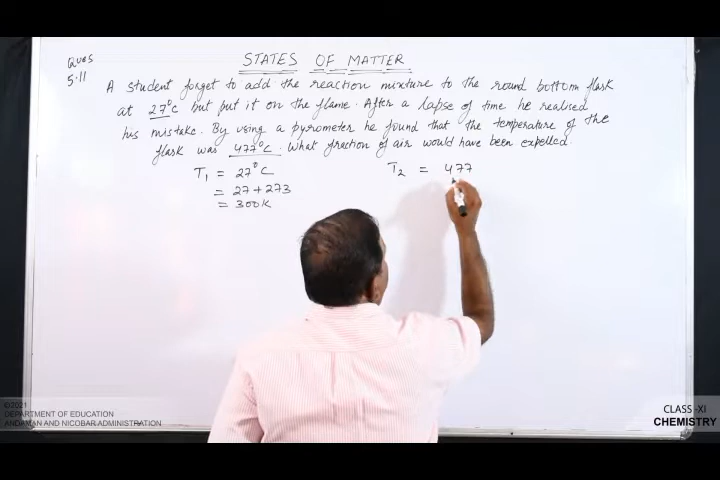 Ques
5.11
STATES OF MATTER
A student forget to add the reaction mixture to the round bottom flask
at 27°C but put it on the flame. After a lapse of time he realised
his mistake. By using a pyrometer he found that the temperature of the
flask was 477°C. What fraction of air would have been expelled.
T₁ = 27°C
= 27 + 273
= 300K
T₂ = 477
©2021
DEPARTMENT OF EDUCATION
ANDAMAN AND NICOBAR ADMINISTRATION
CLASS -XI
CHEMISTRY